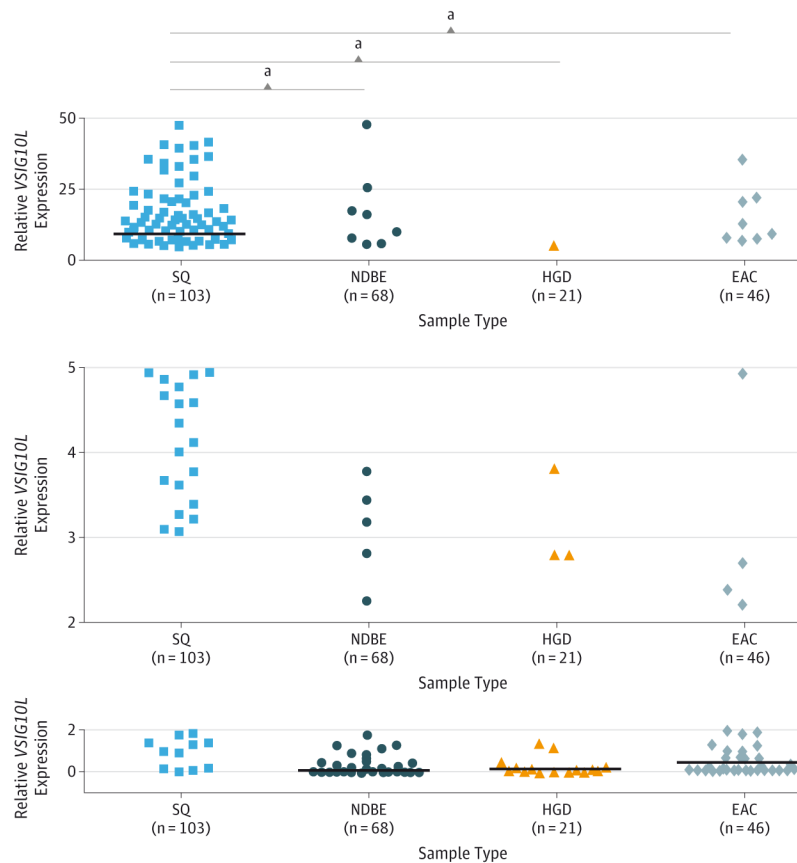 a
a
a
Relative VSIG10L
Expression
50
25
0
SQ
(n = 103)
NDBE
(n = 68)
HGD
(n = 21)
EAC
(n = 46)
Sample Type
Relative VSIG10L
Expression
5
4
3
2
SQ
(n = 103)
NDBE
(n = 68)
HGD
(n = 21)
EAC
(n = 46)
Sample Type
Relative VSIG10L
Expression
2
0
SQ
(n = 103)
NDBE
(n = 68)
HGD
(n = 21)
EAC
(n = 46)
Sample Type